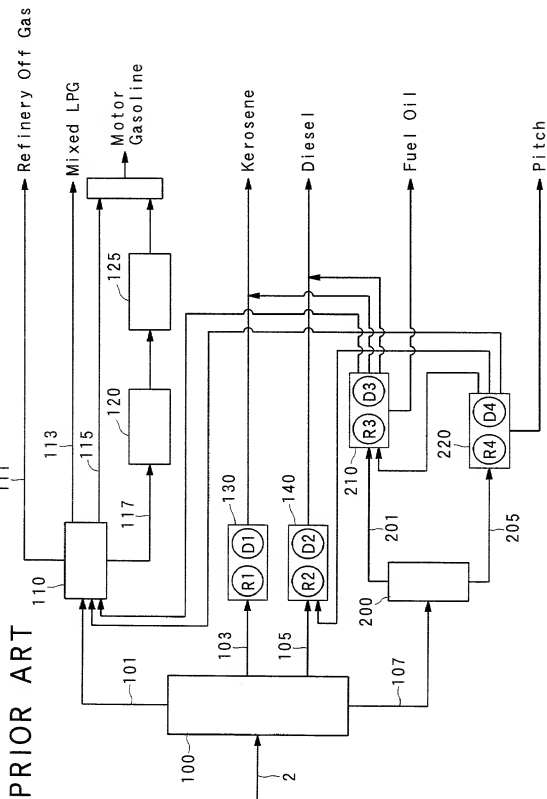 PRIOR ART
111
Refinery Off Gas
113
Mixed LPG
115
Motor
Gasoline
110
117
120
125
101
103
130
R1
D1
Kerosene
105
140
R2
D2
Diesel
100
2
107
200
201
205
210
R3
D3
Fuel Oil
220
R4
D4
Pitch